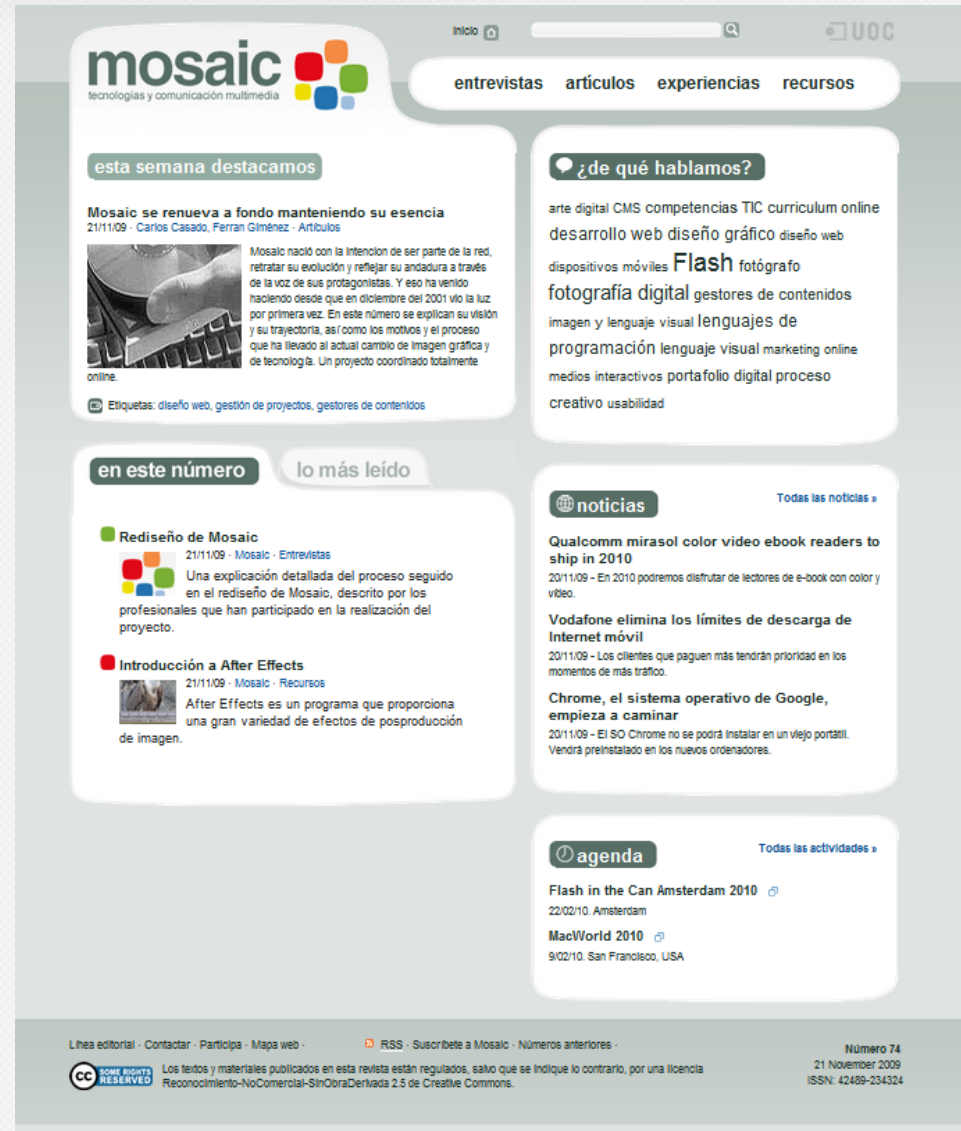 Inicio
UOC
mosaic
tecnologías y comunicación multimedia
entrevistas artículos experiencias recursos
esta semana destacamos
Mosaic se renueva a fondo manteniendo su esencia
21/11/09 · Carlos Casado, Ferran Giménez · Artículos
Mosaic nació con la intencion de ser parte de la red,
retratar su evolución y reflejar su andadura a través
de la voz de sus protagonistas. Y eso ha venido
haciendo desde que en diciembre del 2001 vio la luz
por primera vez. En este número se explican su visión
y su trayectoria, así como los motivos y el proceso
que ha llevado al actual cambio de imagen gráfica y
de tecnología. Un proyecto coordinado totalmente
online.
Etiquetas: diseño web, gestión de proyectos, gestores de contenidos
¿de qué hablamos?
arte digital CMS competencias TIC curriculum online
desarrollo web diseño gráfico diseño web
dispositivos móviles Flash fotógrafo
fotografía digital gestores de contenidos
imagen y lenguaje visual lenguajes de
programación lenguaje visual marketing online
medios interactivos portafolio digital proceso
creativo usabilidad
en este número lo más leído
Rediseño de Mosaic
21/11/09 · Mosaic · Entrevistas
Una explicación detallada del proceso seguido
en el rediseño de Mosaic, descrito por los
profesionales que han participado en la realización del
proyecto.
Introducción a After Effects
21/11/09 · Mosaic · Recursos
After Effects es un programa que proporciona
una gran variedad de efectos de posproducción
de imagen.
noticias
Todas las noticias »
Qualcomm mirasol color video ebook readers to
ship in 2010
20/11/09 - En 2010 podremos disfrutar de lectores de e-book con color y
vídeo.
Vodafone elimina los límites de descarga de
Internet móvil
20/11/09 - Los clientes que paguen más tendrán prioridad en los
momentos de más tráfico.
Chrome, el sistema operativo de Google,
empieza a caminar
20/11/09 - El SO Chrome no se podrá instalar en un viejo portátil.
Vendrá preinstalado en los nuevos ordenadores.
agenda
Todas las actividades »
Flash in the Can Amsterdam 2010
22/02/10. Amsterdam
MacWorld 2010
9/02/10. San Francisco, USA
Línea editorial · Contactar · Participa · Mapa web ·
RSS · Suscríbete a Mosaic · Números anteriores ·
cc SOME RIGHTS RESERVED
Los textos y materiales publicados en esta revista están regulados, salvo que se indique lo contrario, por una licencia
Reconocimiento-NoComercial-SinObraDerivada 2.5 de Creative Commons.
Número 74
21 November 2009
ISSN: 42489-234324